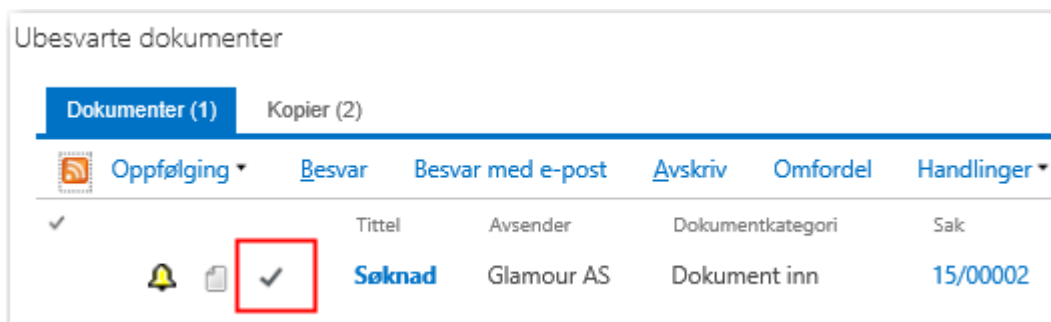 Ubesvarte dokumenter
Dokumenter (1) Kopier (2)
Oppfølging Besvar Besvar med e-post Avskriv Omfordel Handlinger
Tittel Avsender Dokumentkategori Sak
Søknad Glamour AS Dokument inn 15/00002